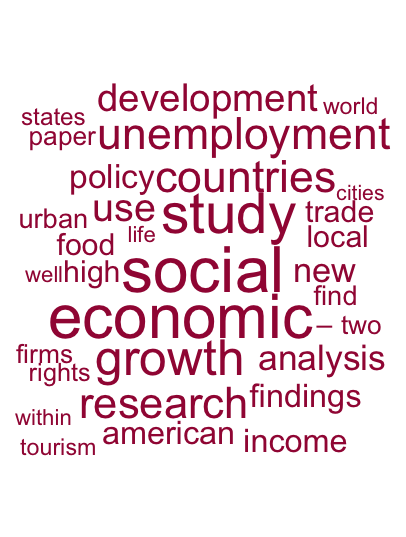 development world
states
paper unemployment
policy countries
cities
urban use study trade
food life local
well high social new
find
economic – two
firms growth analysis
rights
research findings
within american income
tourism